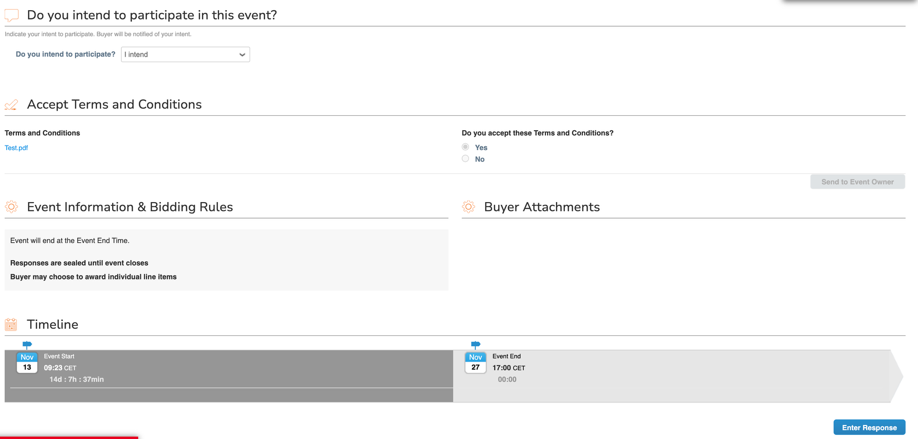 Do you intend to participate in this event?
Indicate your intent to participate. Buyer will be notified of your intent.
Do you intend to participate? I intend
Accept Terms and Conditions
Terms and Conditions
Test.pdf
Do you accept these Terms and Conditions?
Yes
No
Send to Event Owner
Event Information & Bidding Rules
Event will end at the Event End Time.
Responses are sealed until event closes
Buyer may choose to award individual line items
Buyer Attachments
Timeline
Nov
13
Event Start
09:23 CET
14d : 7h : 37min
Nov
27
Event End
17:00 CET
00:00
Enter Response